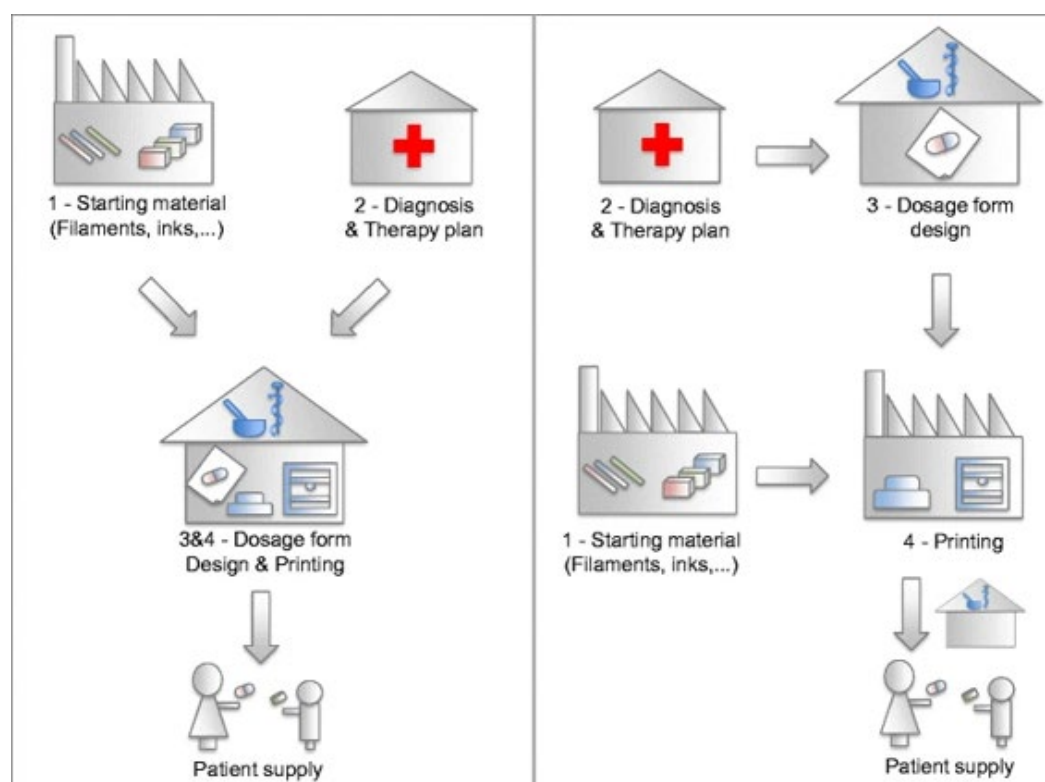 1 - Starting material
(Filaments, inks,...)
2 - Diagnosis
& Therapy plan
3&4 - Dosage form
Design & Printing
Patient supply
2 - Diagnosis
& Therapy plan
3 - Dosage form
design
1 - Starting material
(Filaments, inks,...)
4 - Printing
Patient supply